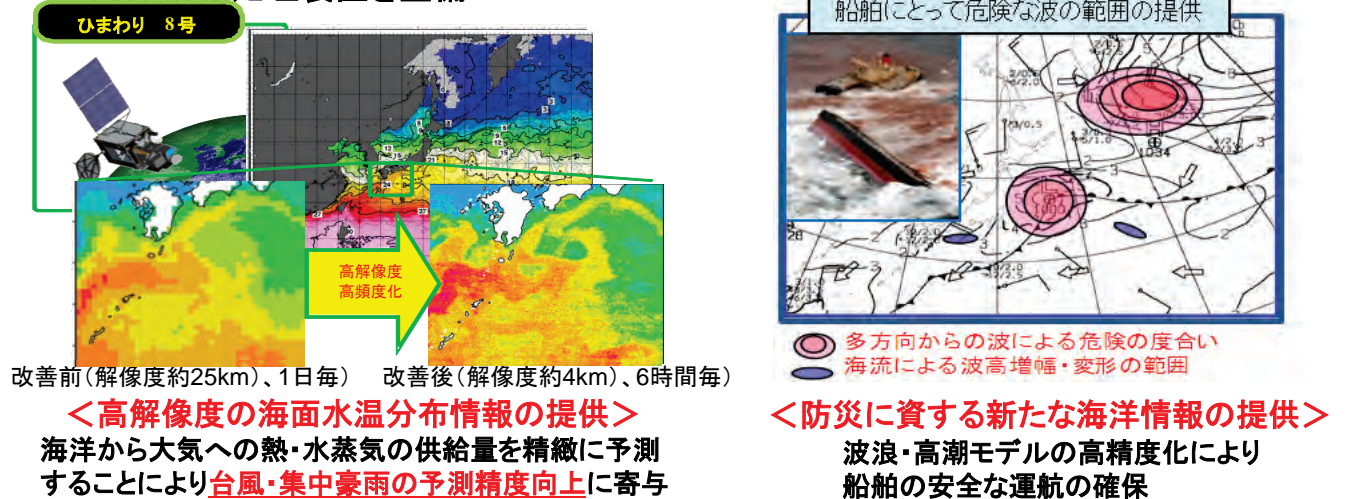 ひまわり 8号
高解像度
高頻度化
改善前(解像度約25km)、1日毎)
改善後(解像度約4km)、6時間毎)
<高解像度の海面水温分布情報の提供>
海洋から大気への熱・水蒸気の供給量を精緻に予測
することにより台風・集中豪雨の予測精度向上に寄与
船舶にとって危険な波の範囲の提供
多方向からの波による危険の度合い
海流による波高増幅・変形の範囲
<防災に資する新たな海洋情報の提供>
波浪・高潮モデルの高精度化により
船舶の安全な運航の確保